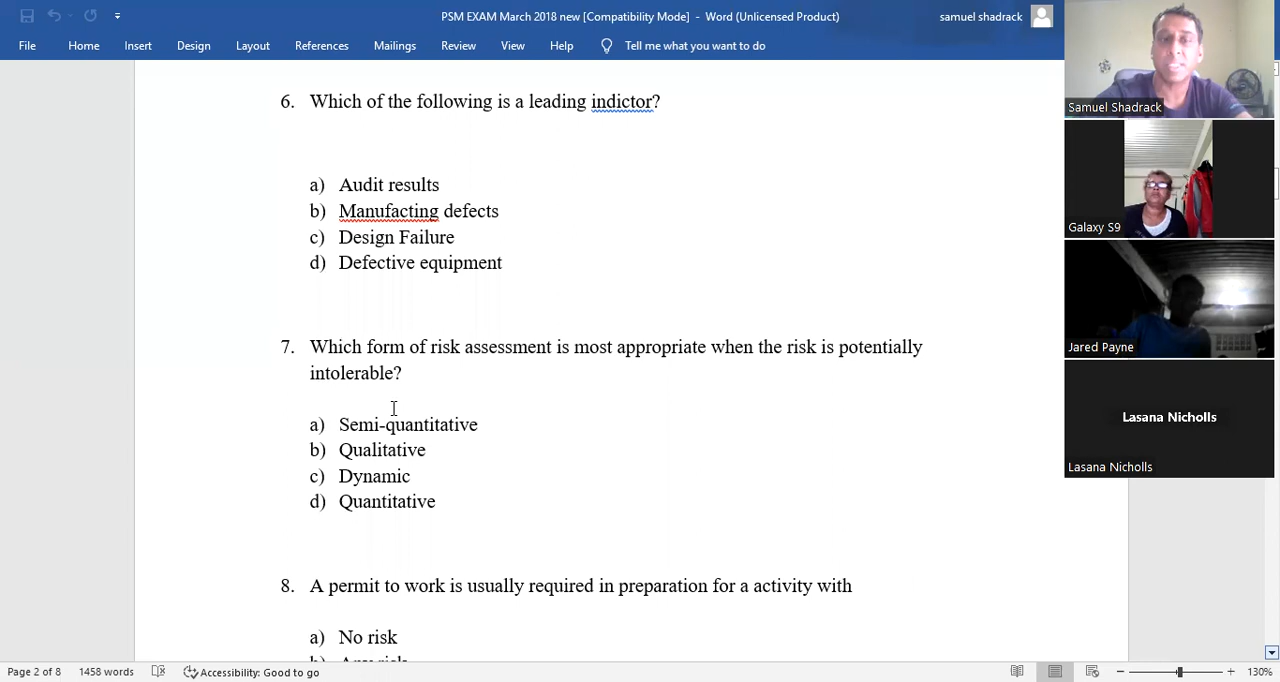 PSM EXAM March 2018 new [Compatibility Mode] - Word (Unlicensed Product)
samuel shadrack
File Home Insert Design Layout References Mailings Review View Help Tell me what you want to do
6. Which of the following is a leading indictor?
a) Audit results
b) Manufacting defects
c) Design Failure
d) Defective equipment
7. Which form of risk assessment is most appropriate when the risk is potentially
intolerable?
a) Semi-quantitative
b) Qualitative
c) Dynamic
d) Quantitative
8. A permit to work is usually required in preparation for a activity with
a) No risk
Samuel Shadrack
Galaxy S9
Jared Payne
Lasana Nicholls
Lasana Nicholls
Page 2 of 8 1458 words Accessibility: Good to go 130%